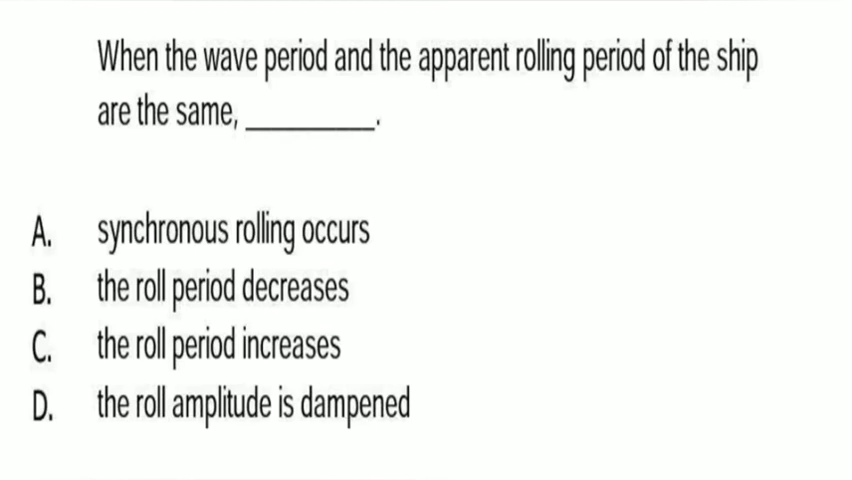 When the wave period and the apparent rolling period of the ship
are the same, __________.
A. synchronous rolling occurs
B. the roll period decreases
C. the roll period increases
D. the roll amplitude is dampened